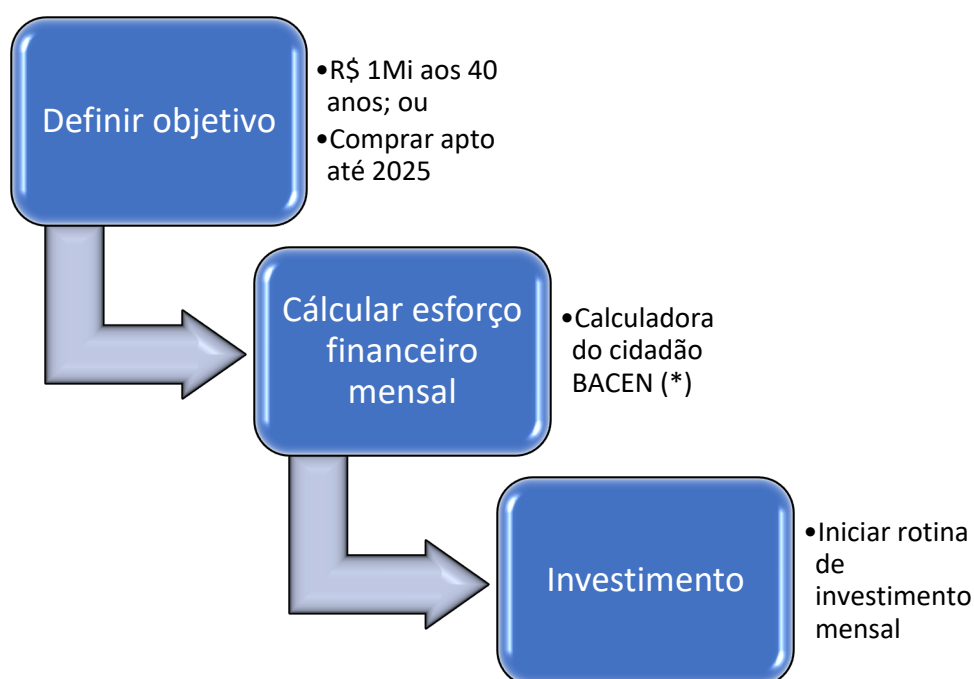 Definir objetivo
•R$ 1Mi aos 40
anos; ou
•Comprar apto
até 2025
Cálcular esforço
financeiro
mensal
•Calculadora
do cidadão
BACEN (*)
Investimento
•Iniciar rotina
de
investimento
mensal